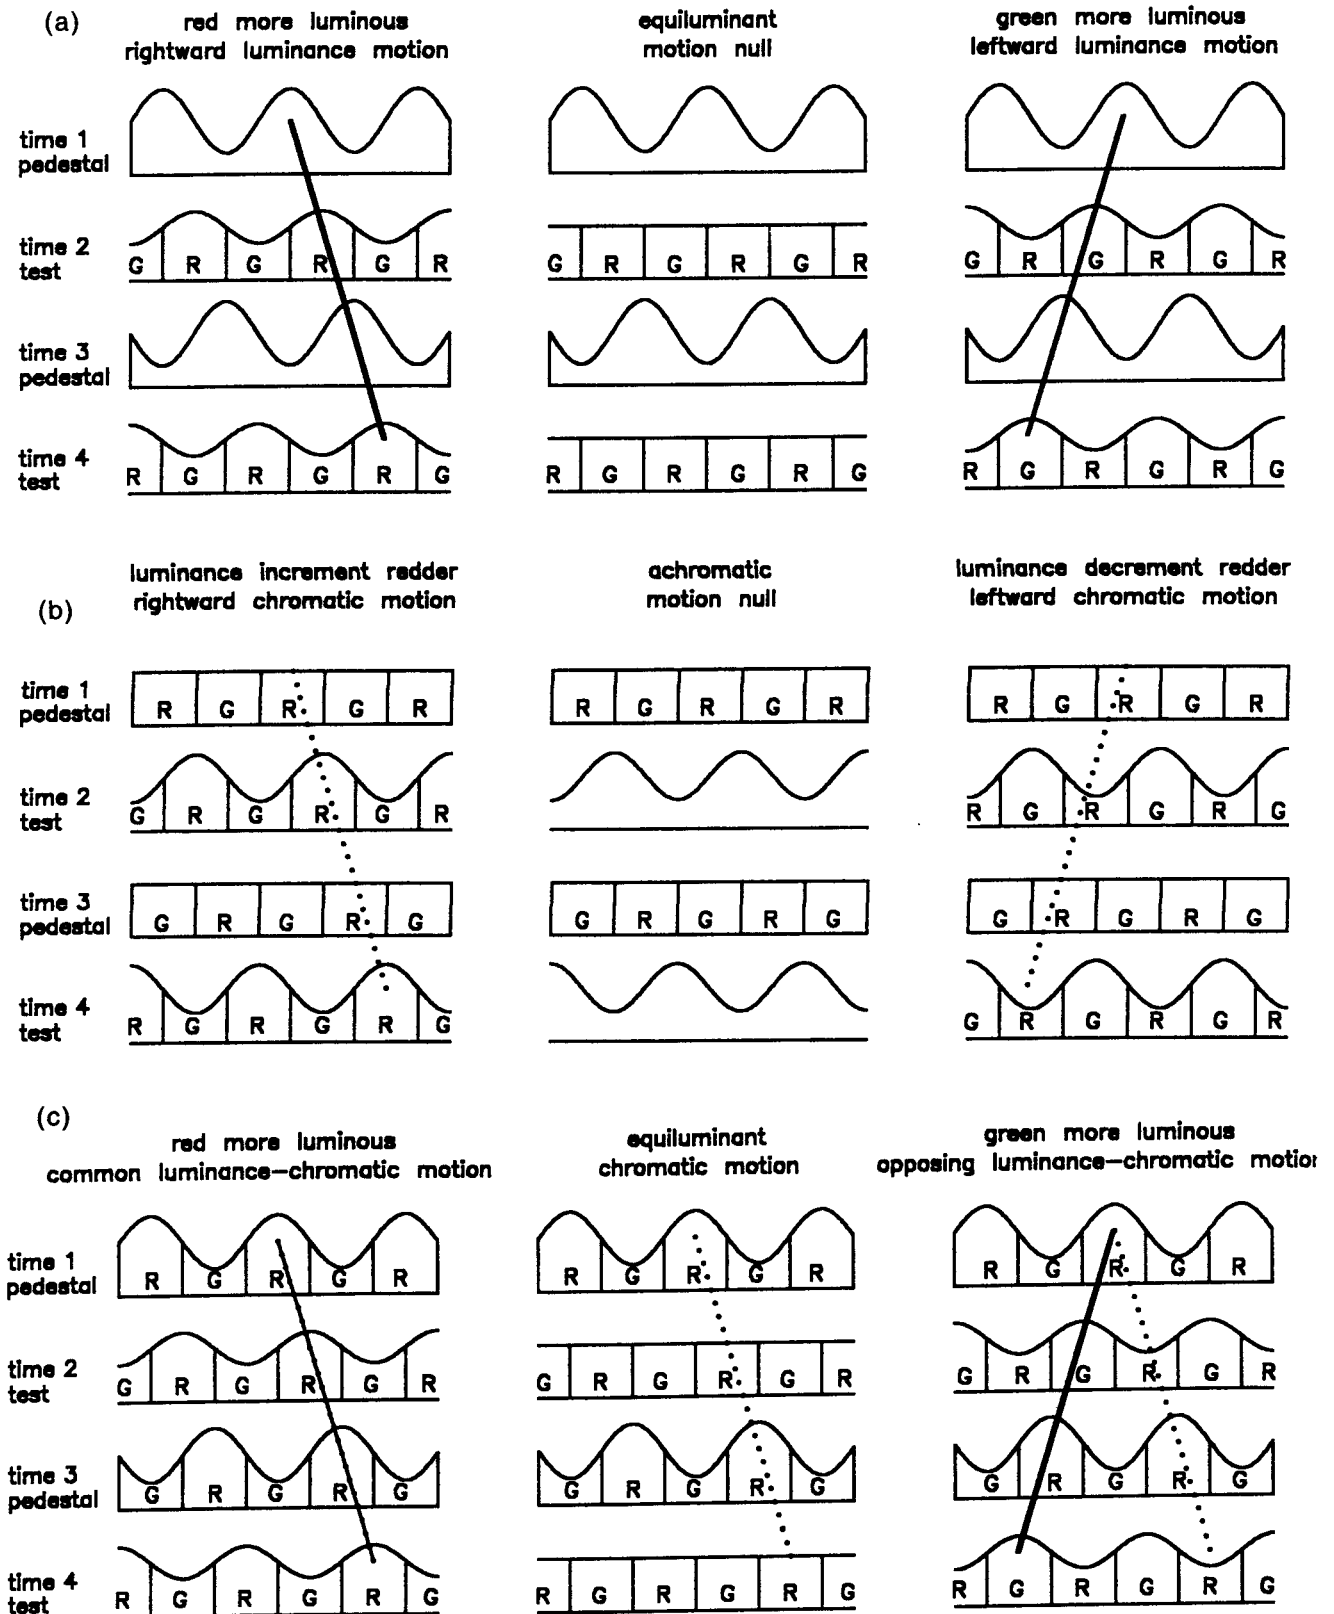 (a)
red more luminous
rightward luminance motion
equiluminant
motion null
green more luminous
leftward luminance motion
time 1
pedestal
time 2
test
G R G R G R
G R G R G R
G R G R G R
time 3
pedestal
time 4
test
R G R G R G
R G R G R G
R G R G R G
(b)
luminance increment redder
rightward chromatic motion
achromatic
motion null
luminance decrement redder
leftward chromatic motion
time 1
pedestal
R G R G R
R G R G R
R G R G R
time 2
test
G R G R G R
R G R G R G
time 3
pedestal
G R G R G
G R G R G
G R G R G
time 4
test
R G R G R G
G R G R G R
(c)
red more luminous
common luminance-chromatic motion
equiluminant
chromatic motion
green more luminous
opposing luminance-chromatic motion
time 1
pedestal
R G R G R
R G R G R
R G R G R
time 2
test
G R G R G R
G R G R G R
G R G R G R
time 3
pedestal
G R G R G
G R G R G
G R G R G
time 4
test
R G R G R G
R G R G R G
R G R G R G